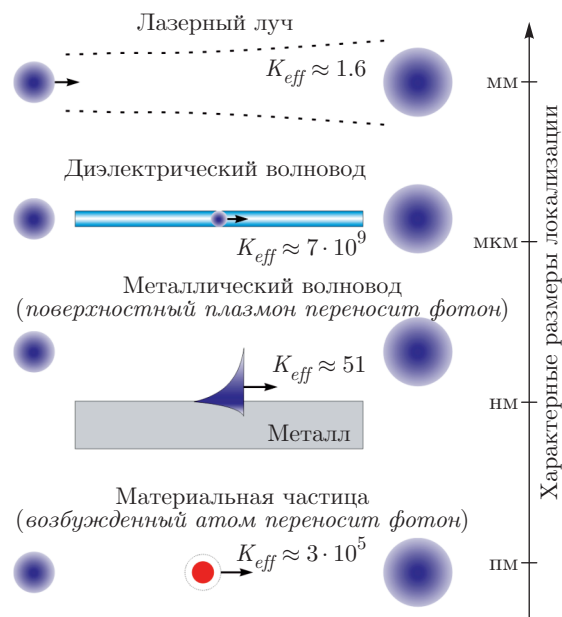 Лазерный луч
K_eff ≈ 1.6
мм
Диэлектрический волновод
K_eff ≈ 7 · 10^9
мкм
Металлический волновод
(поверхностный плазмон переносит фотон)
K_eff ≈ 51
нм
Металл
Материальная частица
(возбужденный атом переносит фотон)
K_eff ≈ 3 · 10^5
пм
Характерные размеры локализации